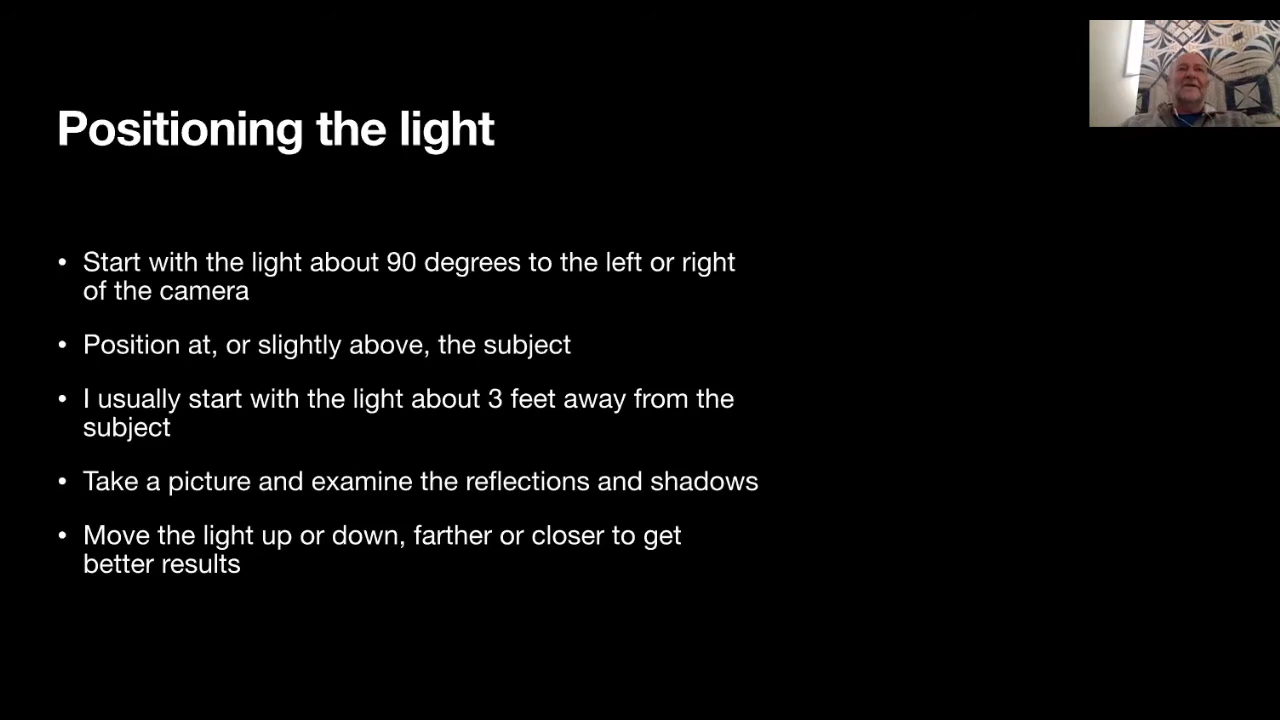 Positioning the light
• Start with the light about 90 degrees to the left or right
of the camera
• Position at, or slightly above, the subject
• I usually start with the light about 3 feet away from the
subject
• Take a picture and examine the reflections and shadows
• Move the light up or down, farther or closer to get
better results